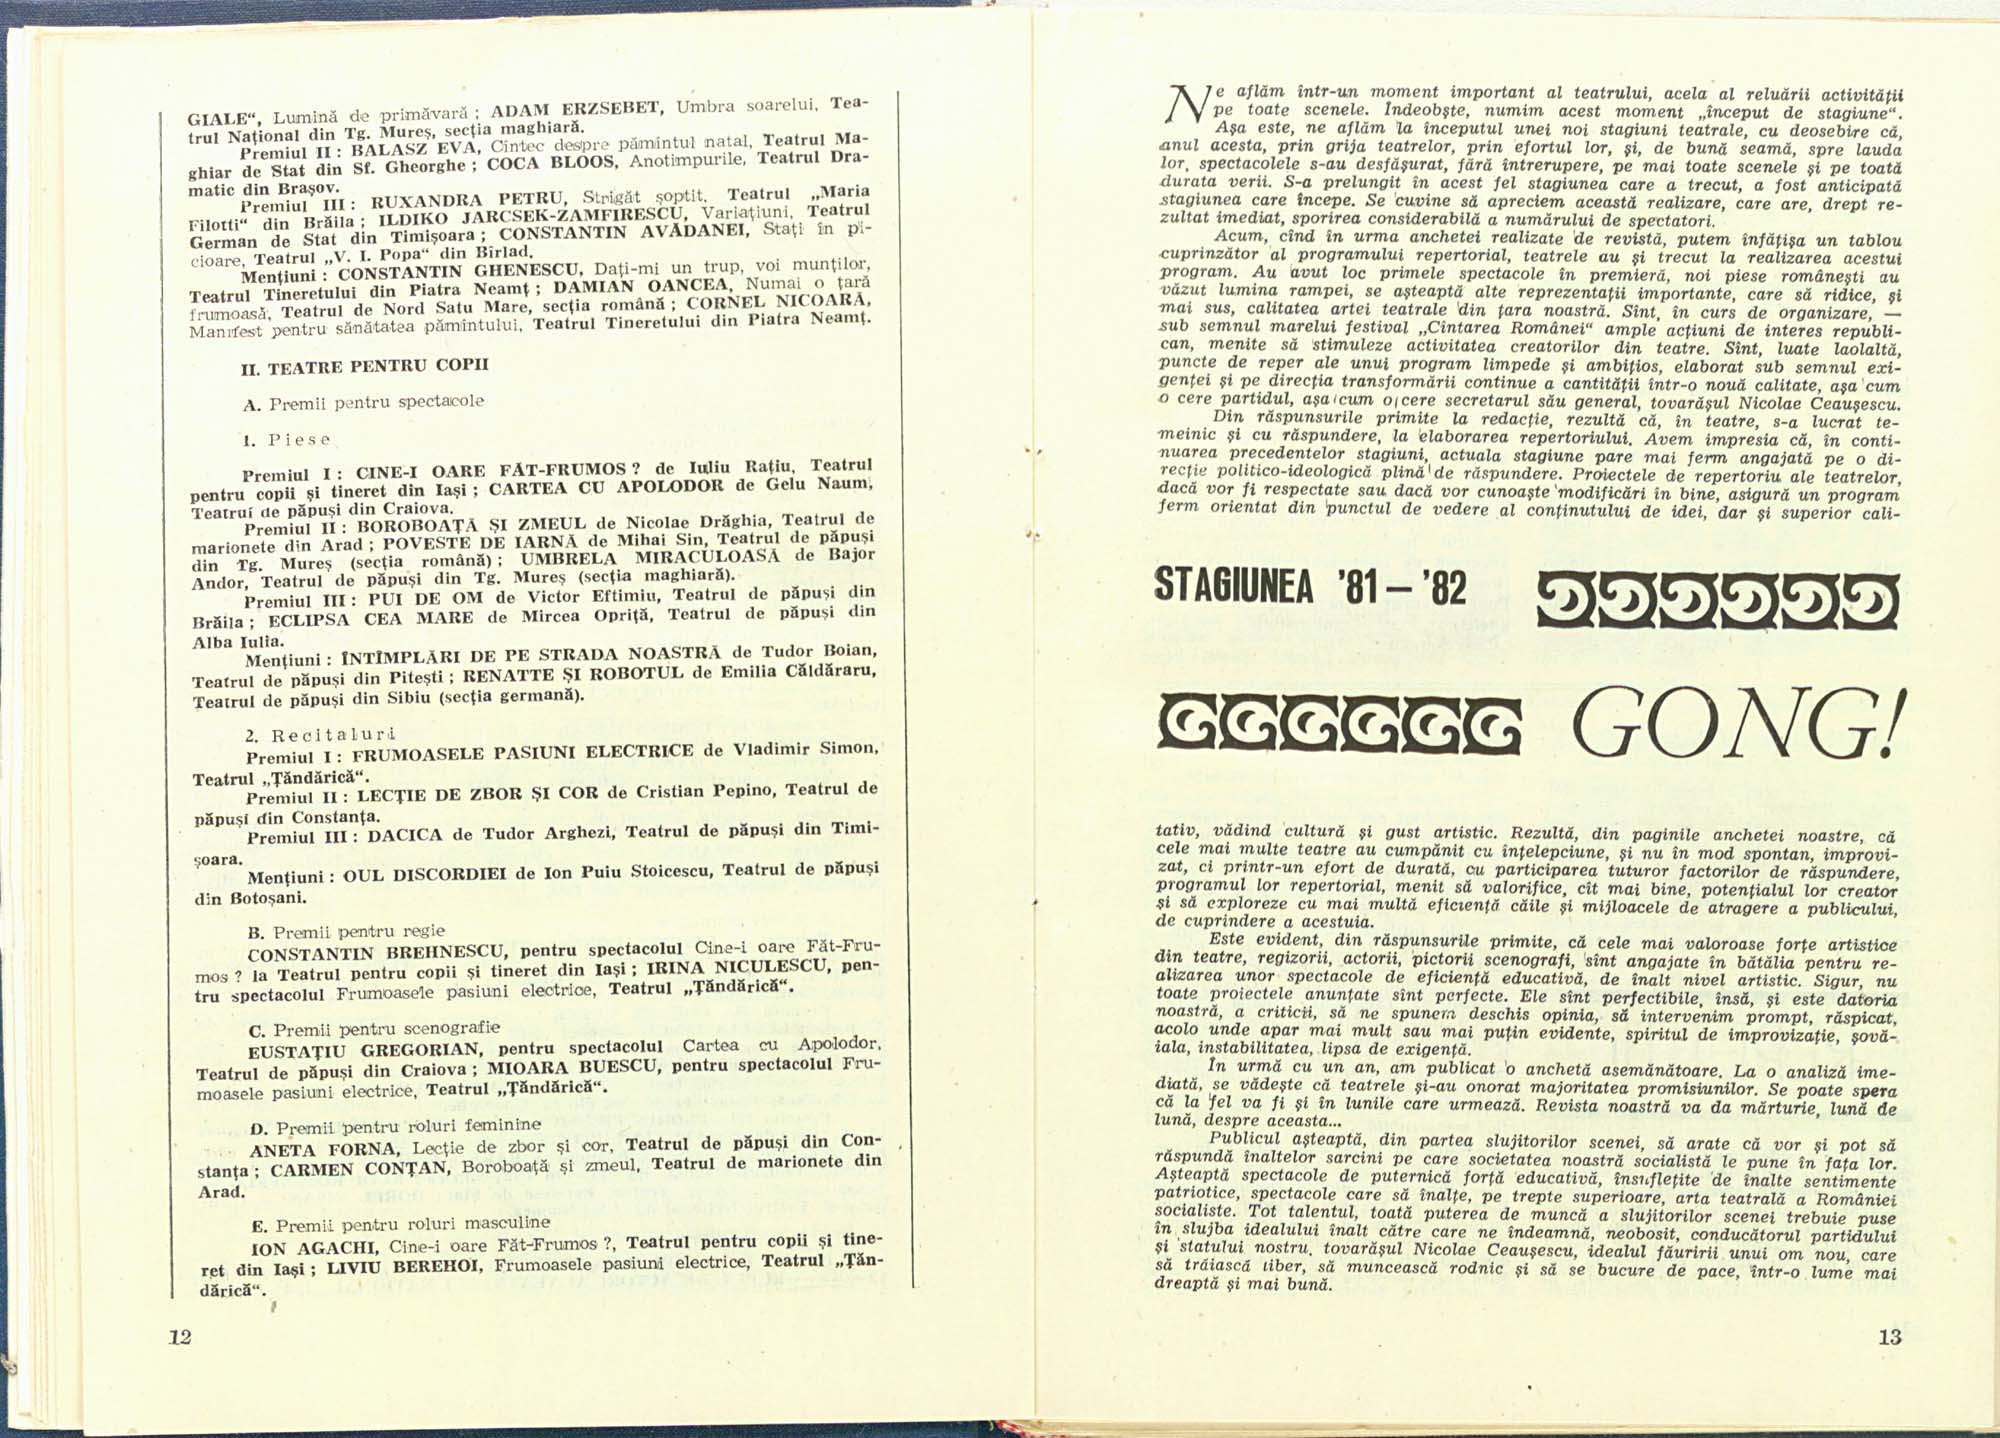 GIALE“, Lumină de primăvară ; ADAM ERZSEBET, Umbra soarelui, Tea-
trul Național din Tg. Mureș, secția maghiară.
Premiul II : BALASZ EVA, Cîntec despre pămîntul natal, Teatrul Ma-
ghiar de Stat din Sf. Gheorghe ; COCA BLOOS, Anotimpurile, Teatrul Dra-
matic din Brașov.
Premiul III : RUXANDRA PETRU, Strigăt șoptit, Teatrul „Maria
Filotti“ din Brăila ; ILDIKO JARCSEK-ZAMFIRESCU, Variațiuni, Teatrul
German de Stat din Timișoara ; CONSTANTIN AVĂDANEI, Stați în pi-
cioare, Teatrul „V. I. Popa“ din Bîrlad.
Mențiuni : CONSTANTIN GHENESCU, Dați-mi un trup, voi munților,
Teatrul Tineretului din Piatra Neamț ; DAMIAN OANCEA, Numai o țară
frumoasă, Teatrul de Nord Satu Mare, secția română ; CORNEL NICOARĂ,
Manifest pentru sănătatea pămîntului, Teatrul Tineretului din Piatra Neamț.
II. TEATRE PENTRU COPII
A. Premii pentru spectacole
1. Piese
Premiul I : CINE-I OARE FĂT-FRUMOS ? de Iuliu Rațiu, Teatrul
pentru copii și tineret din Iași ; CARTEA CU APOLODOR de Gelu Naum,
Teatrul de păpuși din Craiova.
Premiul II : BOROBOAȚĂ ȘI ZMEUL de Nicolae Drăghia, Teatrul de
marionete din Arad ; POVESTE DE IARNĂ de Mihai Sin, Teatrul de păpuși
din Tg. Mureș (secția română) ; UMBRELA MIRACULOASĂ de Bajor
Andor, Teatrul de păpuși din Tg. Mureș (secția maghiară).
Premiul III : PUI DE OM de Victor Eftimiu, Teatrul de păpuși din
Brăila ; ECLIPSA CEA MARE de Mircea Opriță, Teatrul de păpuși din
Alba Iulia.
Mențiuni : ÎNTÎMPLĂRI DE PE STRADA NOASTRĂ de Tudor Boian,
Teatrul de păpuși din Pitești ; RENATTE ȘI ROBOTUL de Emilia Căldăraru,
Teatrul de păpuși din Sibiu (secția germană).
2. Recitaluri
Premiul I : FRUMOASELE PASIUNI ELECTRICE de Vladimir Simon,
Teatrul „Țăndărică“.
Premiul II : LECȚIE DE ZBOR ȘI COR de Cristian Pepino, Teatrul de
păpuși din Constanța.
Premiul III : DACICA de Tudor Arghezi, Teatrul de păpuși din Timi-
șoara.
Mențiuni : OUL DISCORDIEI de Ion Puiu Stoicescu, Teatrul de păpuși
din Botoșani.
B. Premii pentru regie
CONSTANTIN BREHNESCU, pentru spectacolul Cine-i oare Făt-Fru-
mos ? la Teatrul pentru copii și tineret din Iași ; IRINA NICULESCU, pen-
tru spectacolul Frumoasele pasiuni electrice, Teatrul „Țăndărică“.
C. Premii pentru scenografie
EUSTAȚIU GREGORIAN, pentru spectacolul Cartea cu Apolodor,
Teatrul de păpuși din Craiova ; MIOARA BUESCU, pentru spectacolul Fru-
moasele pasiuni electrice, Teatrul „Țăndărică“.
D. Premii pentru roluri feminine
ANETA FORNA, Lecție de zbor și cor, Teatrul de păpuși din Con-
stanța ; CARMEN CONȚAN, Boroboață și zmeul, Teatrul de marionete din
Arad.
E. Premii pentru roluri masculine
ION AGACHI, Cine-i oare Făt-Frumos ?, Teatrul pentru copii și tine-
ret din Iași ; LIVIU BEREHOI, Frumoasele pasiuni electrice, Teatrul „Țăn-
dărică“.
12
Ne aflăm într-un moment important al teatrului, acela al reluării activității
pe toate scenele. Îndeobște, numim acest moment „început de stagiune“.
Așa este, ne aflăm la începutul unei noi stagiuni teatrale, cu deosebire că,
anul acesta, prin grija teatrelor, prin efortul lor, și, de bună seamă, spre lauda
lor, spectacolele s-au desfășurat, fără întrerupere, pe mai toate scenele și pe toată
durata verii. S-a prelungit în acest fel stagiunea care a trecut, a fost anticipată
stagiunea care începe. Se cuvine să apreciem această realizare, care are, drept re-
zultat imediat, sporirea considerabilă a numărului de spectatori.
Acum, cînd în urma anchetei realizate de revistă, putem înfățișa un tablou
cuprinzător al programului repertorial, teatrele au și trecut la realizarea acestui
program. Au avut loc primele spectacole în premieră, noi piese românești au
văzut lumina rampei, se așteaptă alte reprezentații importante, care să ridice, și
mai sus, calitatea artei teatrale din țara noastră. Sînt, în curs de organizare, —
sub semnul marelui festival „Cîntarea Românei“ ample acțiuni de interes republi-
can, menite să stimuleze activitatea creatorilor din teatre. Sînt, luate laolaltă,
puncte de reper ale unui program limpede și ambițios, elaborat sub semnul exi-
genței și pe direcția transformării continue a cantității într-o nouă calitate, așa cum
o cere partidul, așa cum o cere secretarul său general, tovarășul Nicolae Ceaușescu.
Din răspunsurile primite la redacție, rezultă că, în teatre, s-a lucrat te-
meinic și cu răspundere, la elaborarea repertoriului. Avem impresia că, în conti-
nuarea precedentelor stagiuni, actuala stagiune pare mai ferm angajată pe o di-
recție politico-ideologică plină de răspundere. Proiectele de repertoriu ale teatrelor,
dacă vor fi respectate sau dacă vor cunoaște modificări în bine, asigură un program
ferm orientat din punctul de vedere al conținutului de idei, dar și superior cali-
STAGIUNEA '81 — '82
GONG!
tativ, vădind cultură și gust artistic. Rezultă, din paginile anchetei noastre, că
cele mai multe teatre au cumpănit cu înțelepciune, și nu în mod spontan, improvi-
zat, ci printr-un efort de durată, cu participarea tuturor factorilor de răspundere,
programul lor repertorial, menit să valorifice, cît mai bine, potențialul lor creator
și să exploreze cu mai multă eficiență căile și mijloacele de atragere a publicului,
de cuprindere a acestuia.
Este evident, din răspunsurile primite, că cele mai valoroase forțe artistice
din teatre, regizorii, actorii, pictorii scenografi, sînt angajate în bătălia pentru re-
alizarea unor spectacole de eficiență educativă, de înalt nivel artistic. Sigur, nu
toate proiectele anunțate sînt perfecte. Ele sînt perfectibile, însă, și este datoria
noastră, a criticii, să ne spunem deschis opinia, să intervenim prompt, răspicat,
acolo unde apar mai mult sau mai puțin evidente, spiritul de improvizație, șovă-
iala, instabilitatea, lipsa de exigență.
În urmă cu un an, am publicat o anchetă asemănătoare. La o analiză ime-
diată, se vădește că teatrele și-au onorat majoritatea promisiunilor. Se poate spera
că la fel va fi și în lunile care urmează. Revista noastră va da mărturie, lună de
lună, despre aceasta...
Publicul așteaptă, din partea slujitorilor scenei, să arate că vor și pot să
răspundă înaltelor sarcini pe care societatea noastră socialistă le pune în fața lor.
Așteaptă spectacole de puternică forță educativă, însuflețite de înalte sentimente
patriotice, spectacole care să înalțe, pe trepte superioare, arta teatrală a României
socialiste. Tot talentul, toată puterea de muncă a slujitorilor scenei trebuie puse
în slujba idealului înalt către care ne îndeamnă, neobosit, conducătorul partidului
și statului nostru, tovarășul Nicolae Ceaușescu, idealul făuririi unui om nou, care
să trăiască liber, să muncească rodnic și să se bucure de pace, într-o lume mai
dreaptă și mai bună.
13